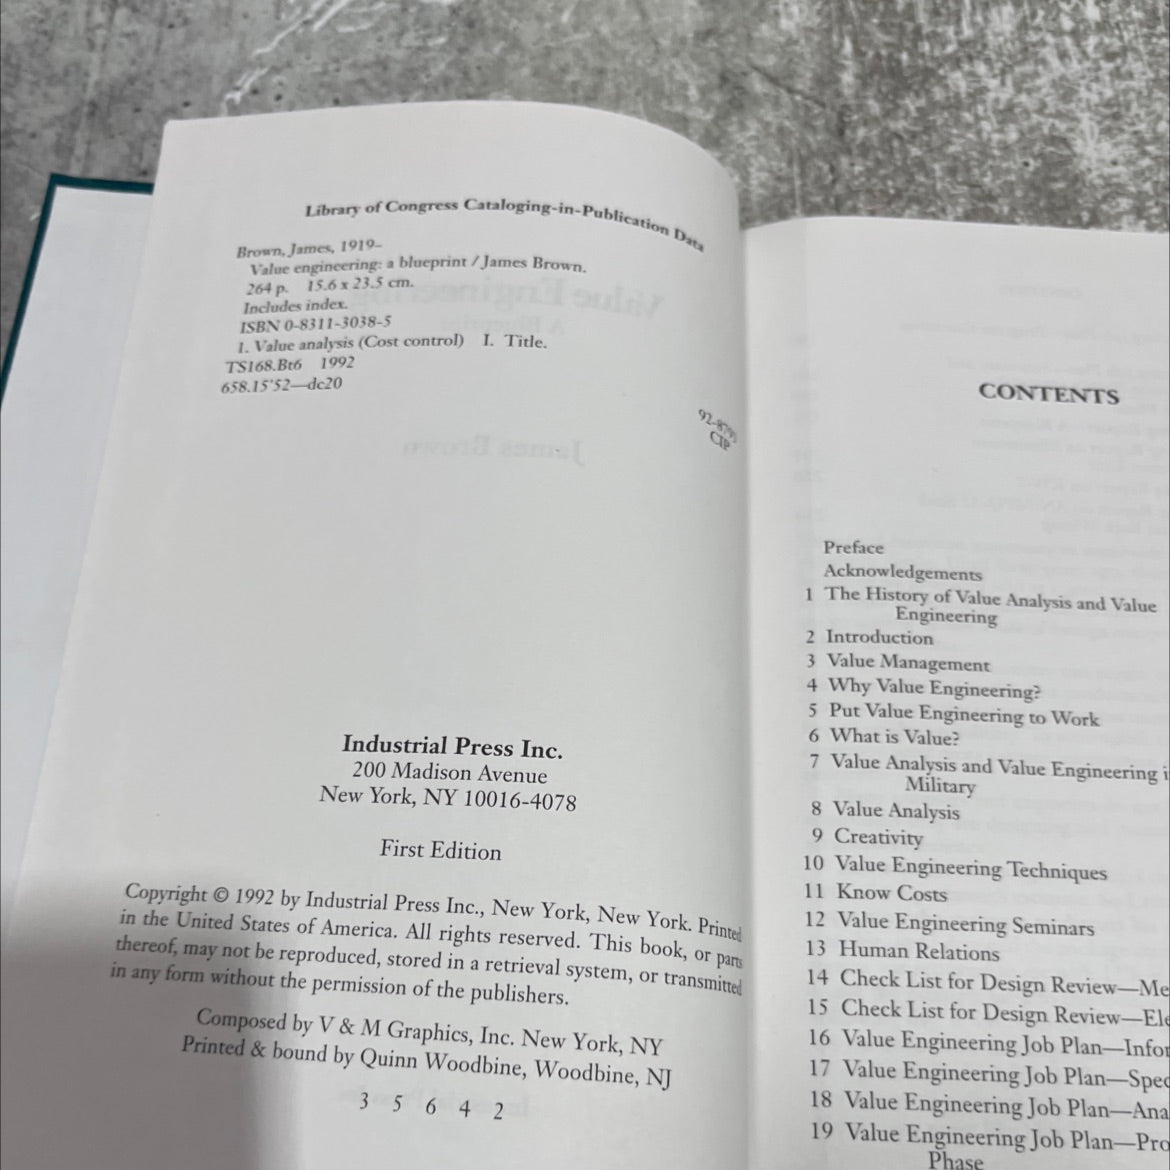 Library of Congress Cataloging-in-Publication Data
Brown, James, 1919–
Value engineering: a blueprint / James Brown.
264 p. 15.6 x 23.5 cm.
Includes index.
ISBN 0-8311-3038-5
1. Value analysis (Cost control) I. Title.
TS168.Bt6 1992
658.15'52—dc20
CIP
Industrial Press Inc.
200 Madison Avenue
New York, NY 10016-4078
First Edition
Copyright © 1992 by Industrial Press Inc., New York, New York. Printed
in the United States of America. All rights reserved. This book, or parts
thereof, may not be reproduced, stored in a retrieval system, or transmitted
in any form without the permission of the publishers.
Composed by V & M Graphics, Inc. New York, NY
Printed & bound by Quinn Woodbine, Woodbine, NJ
3 5 6 4 2
CONTENTS
Preface
Acknowledgements
1 The History of Value Analysis and Value
Engineering
2 Introduction
3 Value Management
4 Why Value Engineering?
5 Put Value Engineering to Work
6 What is Value?
7 Value Analysis and Value Engineering i
Military
8 Value Analysis
9 Creativity
10 Value Engineering Techniques
11 Know Costs
12 Value Engineering Seminars
13 Human Relations
14 Check List for Design Review—Me
15 Check List for Design Review—Ele
16 Value Engineering Job Plan—Infor
17 Value Engineering Job Plan—Spec
18 Value Engineering Job Plan—Ana
19 Value Engineering Job Plan—Pro
Phase